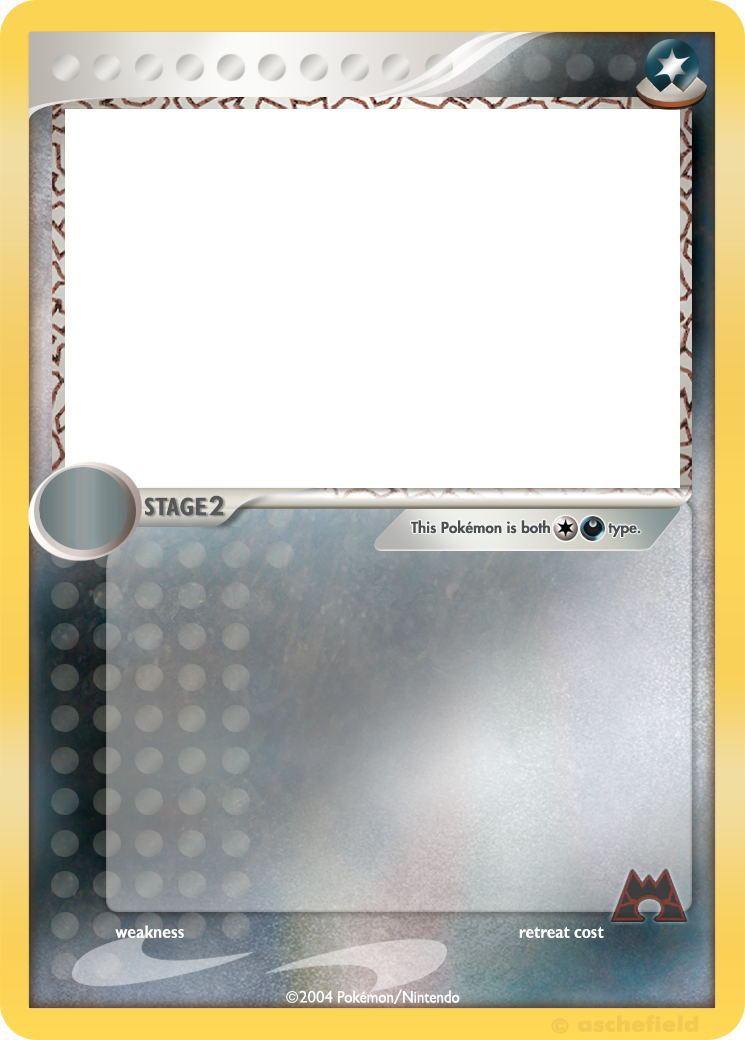 STAGE2
This Pokémon is both type.
weakness retreat cost
©2004 Pokémon/Nintendo
© aschefield